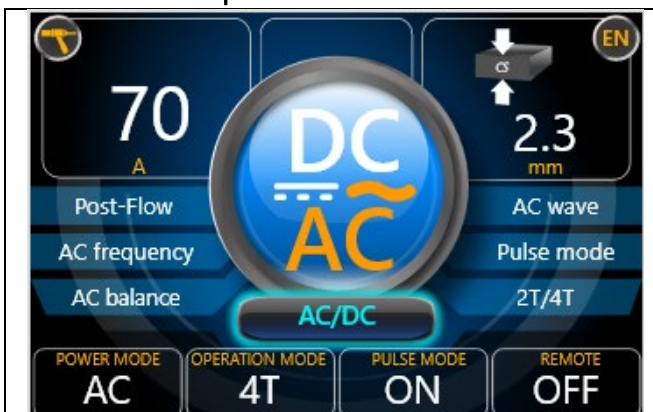 EN
70
A
CS
2.3
mm
DC
AC
Post-Flow
AC frequency
AC balance
AC wave
Pulse mode
2T/4T
AC/DC
POWER MODE
AC
OPERATION MODE
4T
PULSE MODE
ON
REMOTE
OFF